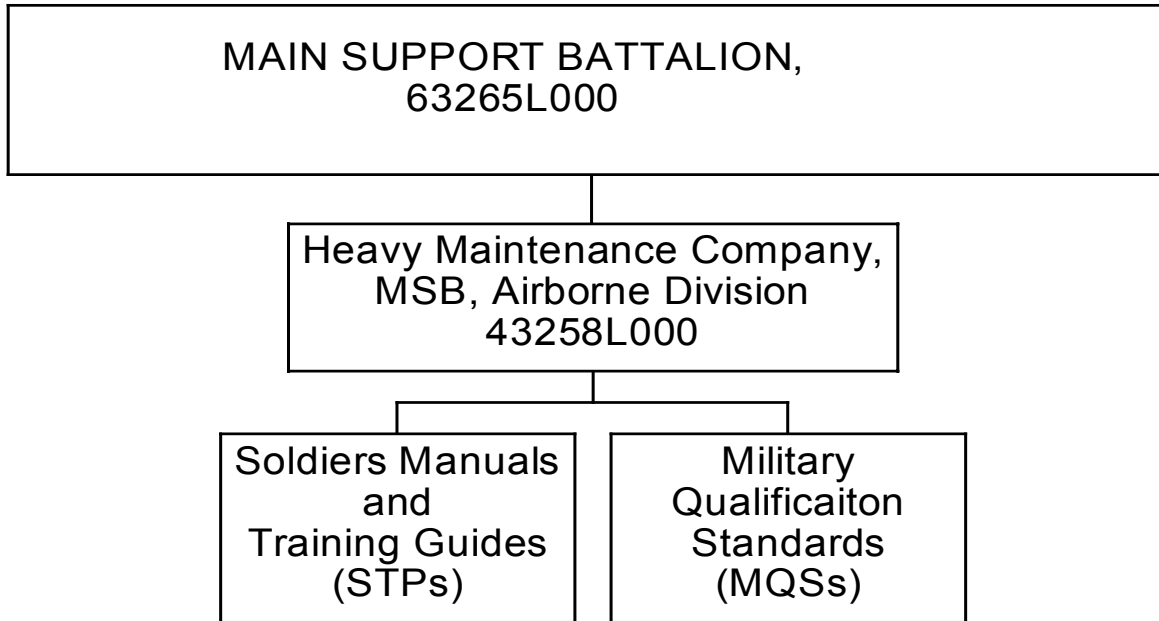 MAIN SUPPORT BATTALION,
63265L000
Heavy Maintenance Company,
MSB, Airborne Division
43258L000
Soldiers Manuals
and
Training Guides
(STPs)
Military
Qualificaiton
Standards
(MQSs)